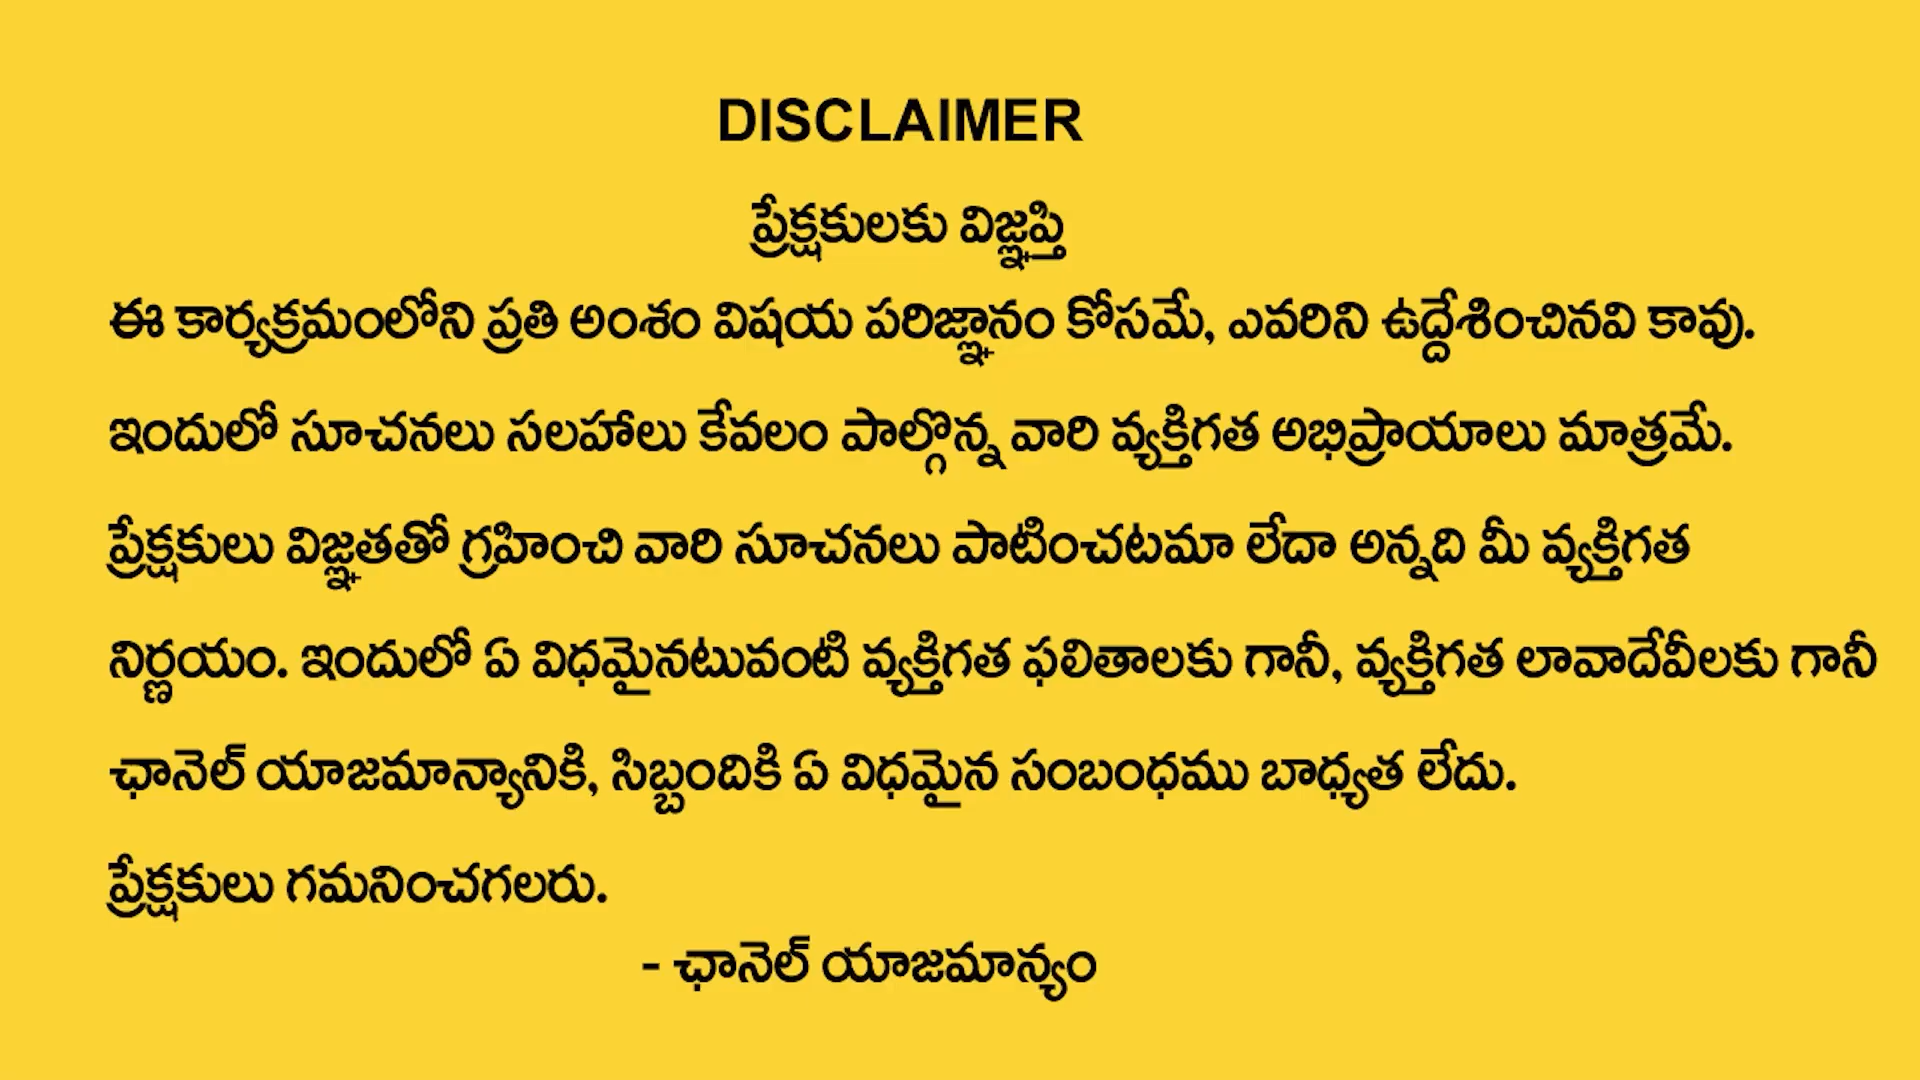 DISCLAIMER
ప్రేక్షకులకు విజ్ఞప్తి
ఈ కార్యక్రమంలోని ప్రతి అంశం విషయ పరిజ్ఞానం కోసమే, ఎవరిని ఉద్దేశించినవి కావు.
ఇందులో సూచనలు సలహాలు కేవలం పాల్గొన్న వారి వ్యక్తిగత అభిప్రాయాలు మాత్రమే.
ప్రేక్షకులు విజ్ఞతతో గ్రహించి వారి సూచనలు పాటించటమా లేదా అన్నది మీ వ్యక్తిగత
నిర్ణయం. ఇందులో ఏ విధమైనటువంటి వ్యక్తిగత ఫలితాలకు గానీ, వ్యక్తిగత లావాదేవీలకు గానీ
ఛానెల్ యాజమాన్యానికి, సిబ్బందికి ఏ విధమైన సంబంధము బాధ్యత లేదు.
ప్రేక్షకులు గమనించగలరు.
- ఛానెల్ యాజమాన్యం